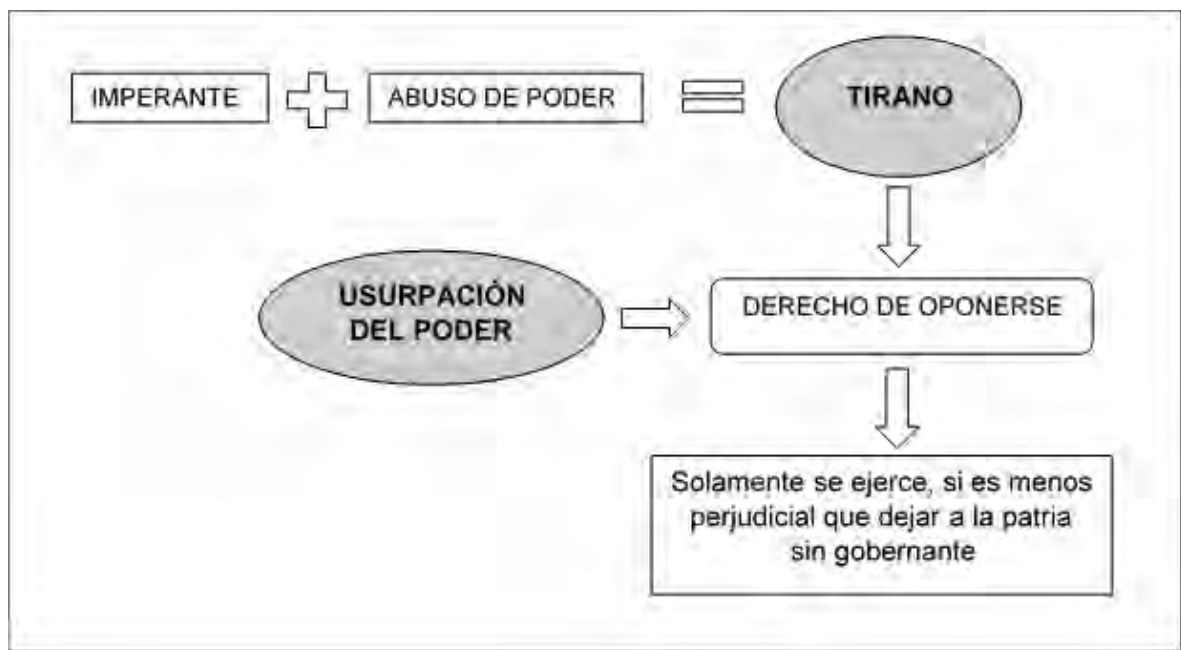 IMPERANTE
ABUSO DE PODER
TIRANO
USURPACIÓN
DEL PODER
DERECHO DE OPONERSE
Solamente se ejerce, si es menos
perjudicial que dejar a la patria
sin gobernante